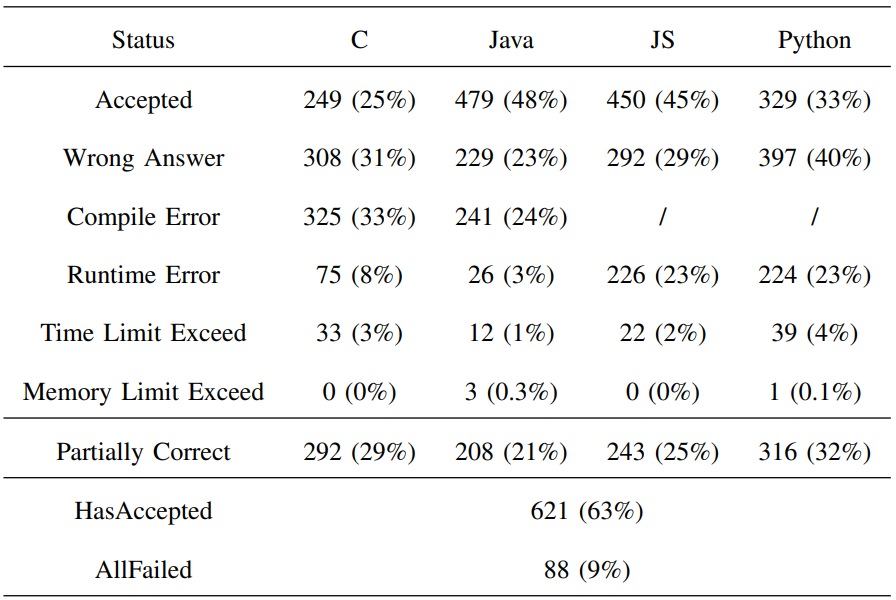 Status C Java JS Python
Accepted 249 (25%) 479 (48%) 450 (45%) 329 (33%)
Wrong Answer 308 (31%) 229 (23%) 292 (29%) 397 (40%)
Compile Error 325 (33%) 241 (24%) / /
Runtime Error 75 (8%) 26 (3%) 226 (23%) 224 (23%)
Time Limit Exceed 33 (3%) 12 (1%) 22 (2%) 39 (4%)
Memory Limit Exceed 0 (0%) 3 (0.3%) 0 (0%) 1 (0.1%)
Partially Correct 292 (29%) 208 (21%) 243 (25%) 316 (32%)
HasAccepted 621 (63%)
AllFailed 88 (9%)